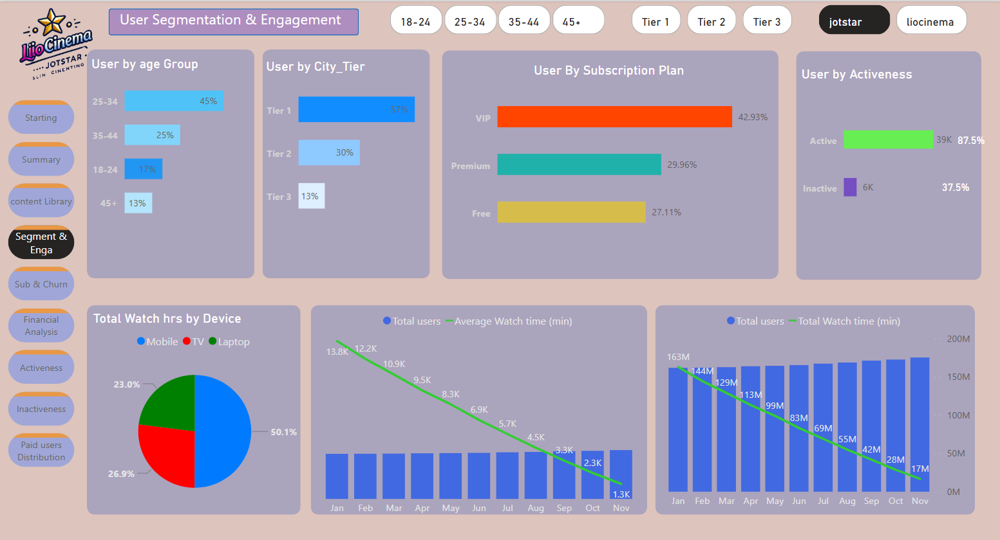 LiioCinema
JOTSTAR
SLIN CINENTING
User Segmentation & Engagement
18-24
25-34
35-44
45+
Tier 1
Tier 2
Tier 3
jotstar
liocinema
Starting
Summary
content Library
Segment &
Enga
Sub & Churn
Financial
Analysis
Activeness
Inactiveness
Paid users
Distribution
User by age Group
25-34 45%
35-44 25%
18-24 17%
45+ 13%
User by City_Tier
Tier 1 57%
Tier 2 30%
Tier 3 13%
User By Subscription Plan
VIP 42.93%
Premium 29.96%
Free 27.11%
User by Activeness
Active 39K 87.5%
Inactive 6K 37.5%
Total Watch hrs by Device
Mobile TV Laptop
23.0%
50.1%
26.9%
Total users Average Watch time (min)
13.8K 12.2K 10.9K 9.5K 8.3K 6.9K 5.7K 4.5K 3.3K 2.3K 1.3K
Jan Feb Mar Apr May Jun Jul Aug Sep Oct Nov
Total users Total Watch time (min)
200M
150M
100M
50M
0M
163M 144M 129M 113M 99M 83M 69M 55M 42M 28M 17M
Jan Feb Mar Apr May Jun Jul Aug Sep Oct Nov